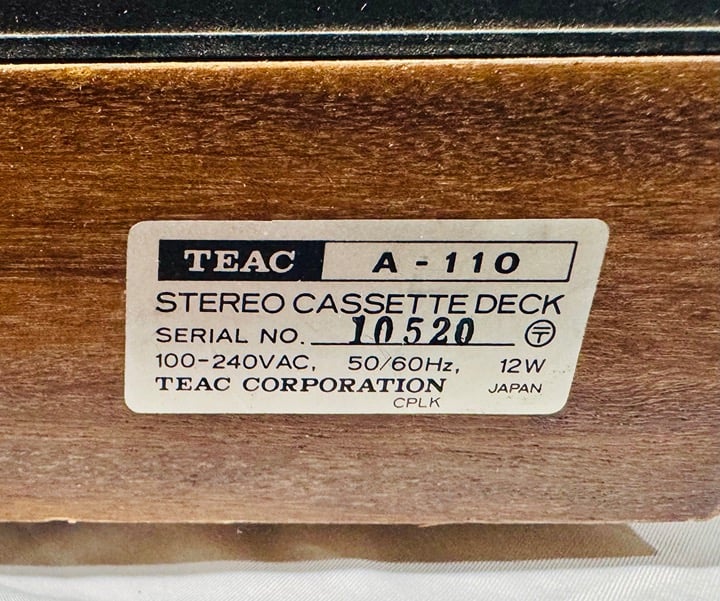 TEAC A-110
STEREO CASSETTE DECK
SERIAL NO. 10520 〶
100-240VAC, 50/60Hz, 12W
TEAC CORPORATION JAPAN
CPLK